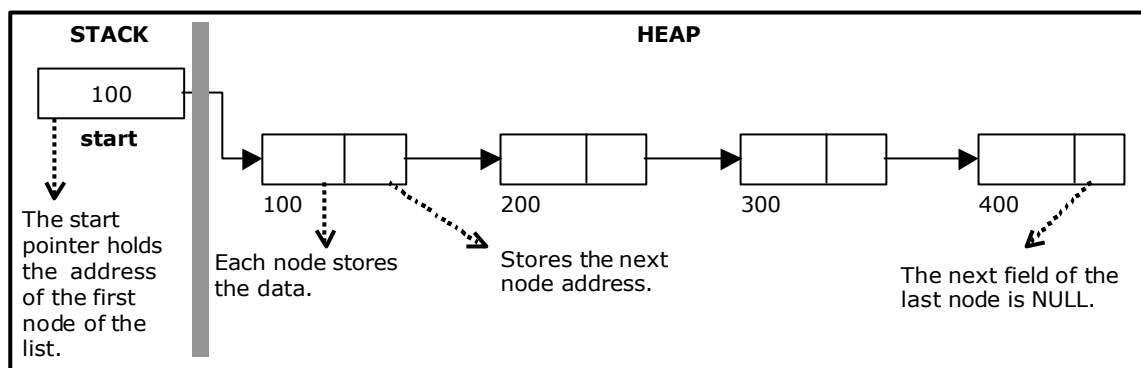 STACK
HEAP
100
start
100
200
300
400
The start
pointer holds
the address
of the first
node of the
list.
Each node stores
the data.
Stores the next
node address.
The next field of the
last node is NULL.